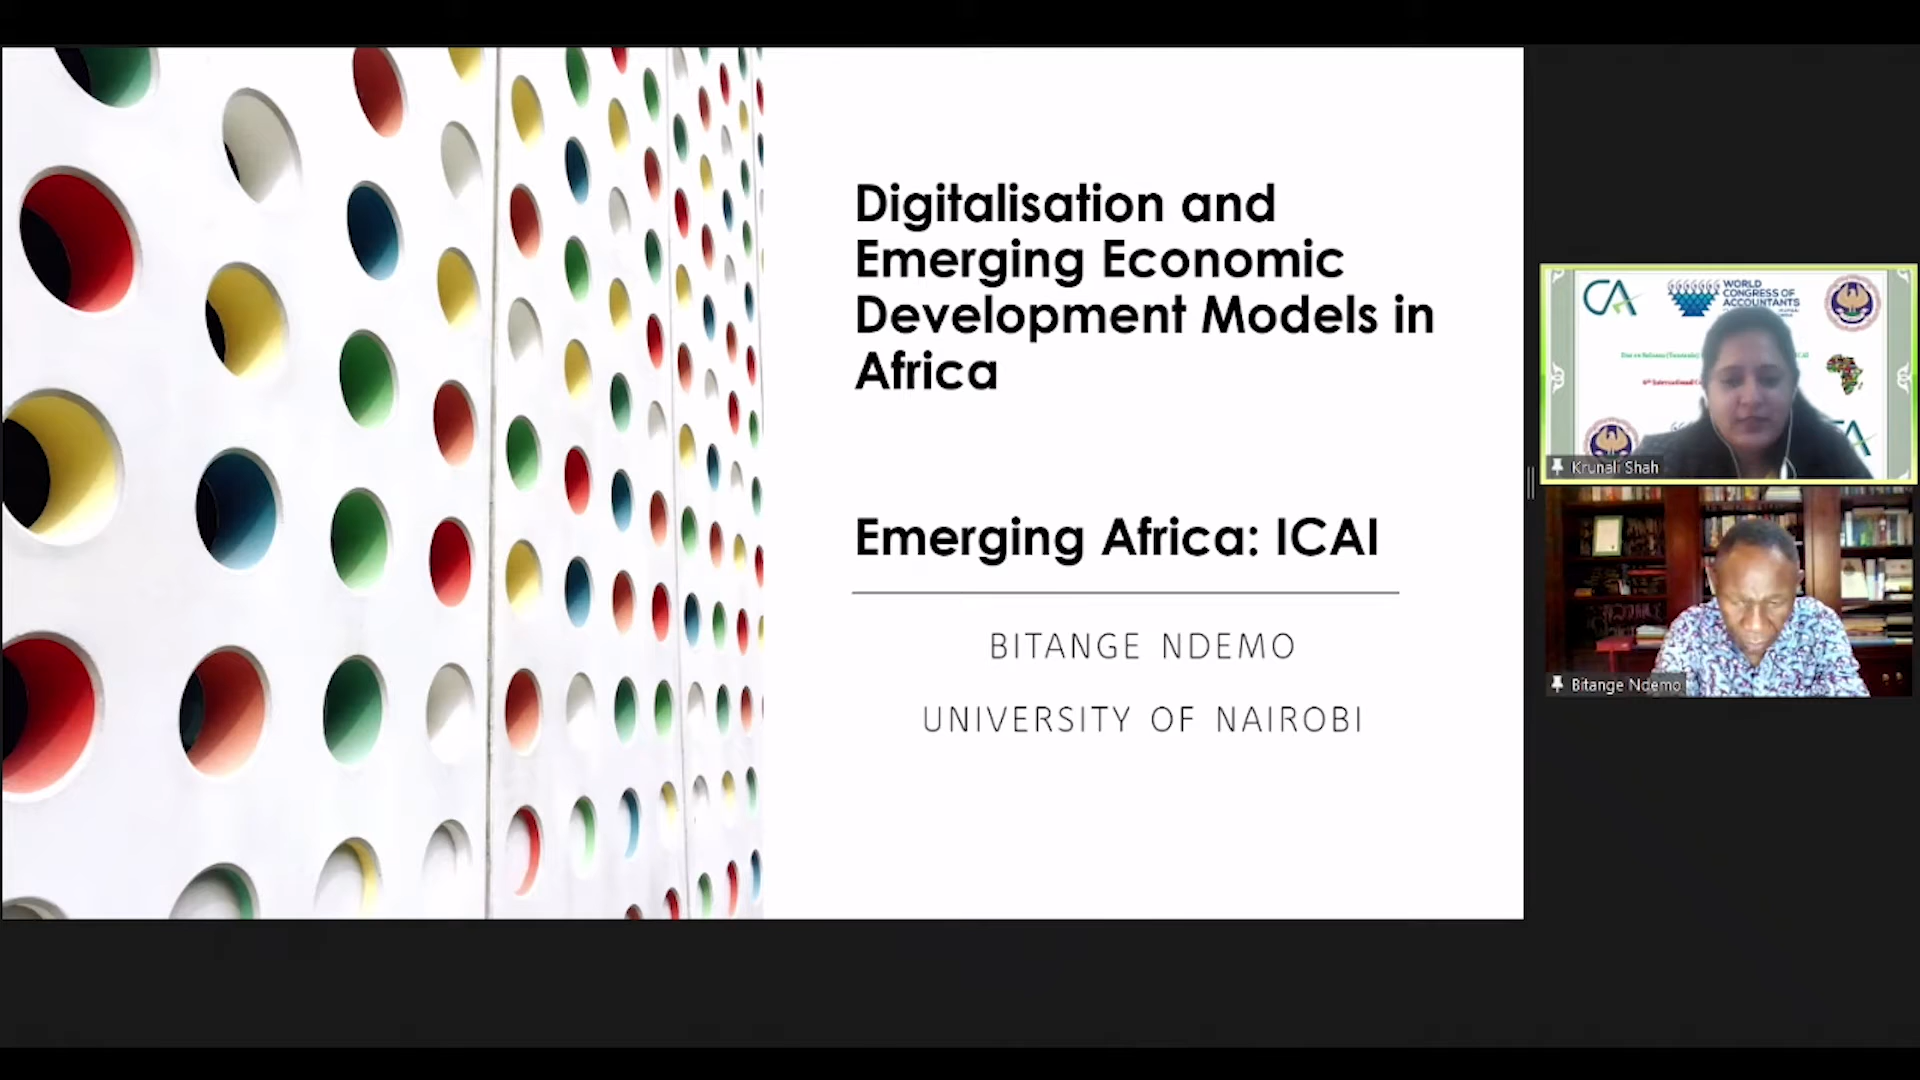 Digitalisation and
Emerging Economic
Development Models in
Africa
Emerging Africa: ICAI
BITANGE NDEMO
UNIVERSITY OF NAIROBI
CA
WORLD
CONGRESS OF
ACCOUNTANTS
Krunali Shah
Bitange Ndemo